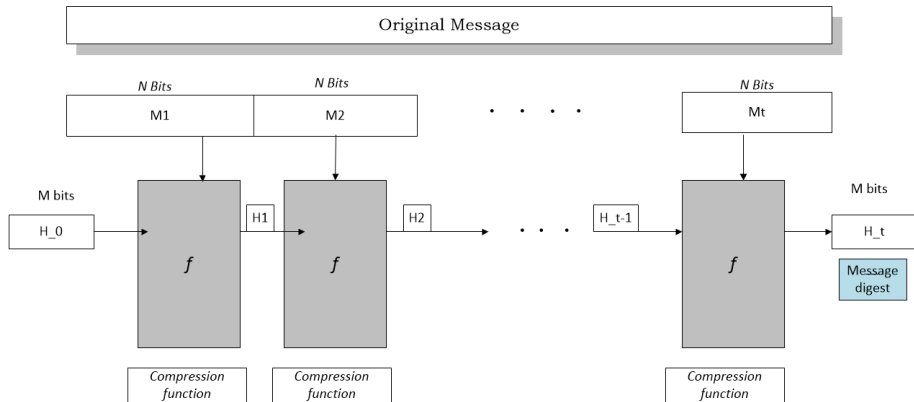 Original Message
N Bits
N Bits
N Bits
M1
M2
. . . .
Mt
M bits
M bits
H_0
H1
H2
. . .
H_t-1
H_t
f
f
f
Message
digest
Compression
function
Compression
function
Compression
function